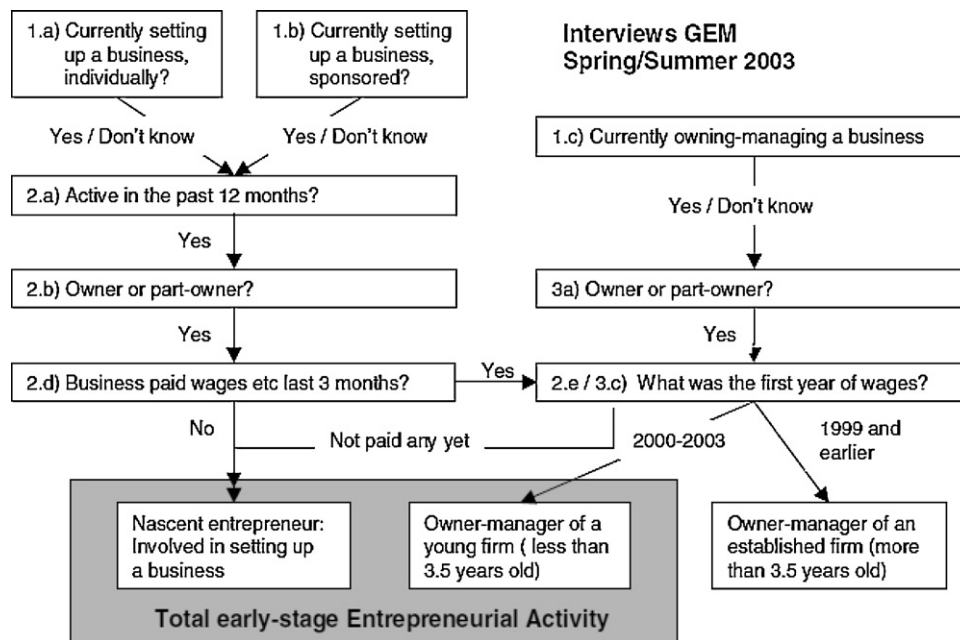 1.a) Currently setting
up a business,
individually?
1.b) Currently setting
up a business,
sponsored?
Interviews GEM
Spring/Summer 2003
Yes / Don't know
Yes / Don't know
1.c) Currently owning-managing a business
2.a) Active in the past 12 months?
Yes / Don't know
Yes
2.b) Owner or part-owner?
3a) Owner or part-owner?
Yes
Yes
2.d) Business paid wages etc last 3 months?
Yes
2.e / 3.c) What was the first year of wages?
No
Not paid any yet
2000-2003
1999 and
earlier
Nascent entrepreneur:
Involved in setting up
a business
Owner-manager of a
young firm ( less than
3.5 years old)
Owner-manager of an
established firm (more
than 3.5 years old)
Total early-stage Entrepreneurial Activity